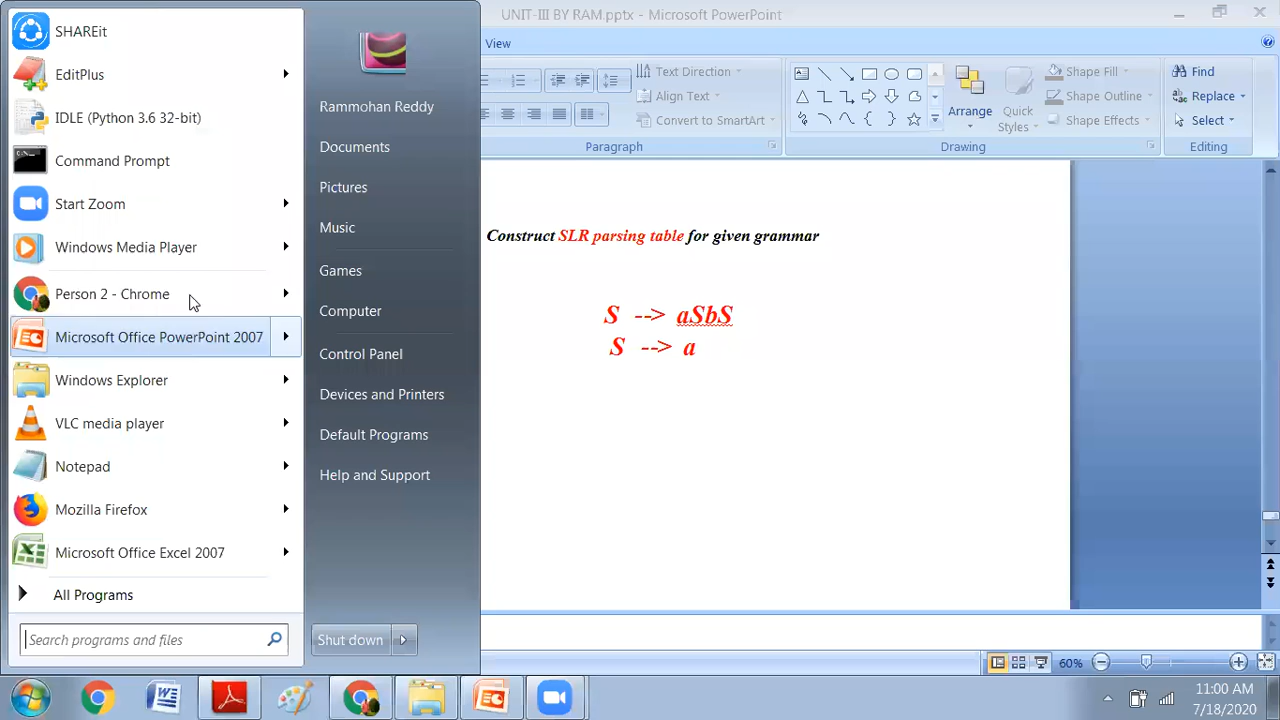 UNIT-III BY RAM.pptx - Microsoft PowerPoint
SHAREit
EditPlus
IDLE (Python 3.6 32-bit)
Command Prompt
Start Zoom
Windows Media Player
Person 2 - Chrome
Microsoft Office PowerPoint 2007
Windows Explorer
VLC media player
Notepad
Mozilla Firefox
Microsoft Office Excel 2007
All Programs
Search programs and files
Rammohan Reddy
Documents
Pictures
Music
Games
Computer
Control Panel
Devices and Printers
Default Programs
Help and Support
Shut down
View
Text Direction
Align Text
Convert to SmartArt
Paragraph
Arrange
Quick Styles
Shape Fill
Shape Outline
Shape Effects
Drawing
Find
Replace
Select
Editing
Construct SLR parsing table for given grammar
S --> aSbS
S --> a
60%
11:00 AM
7/18/2020